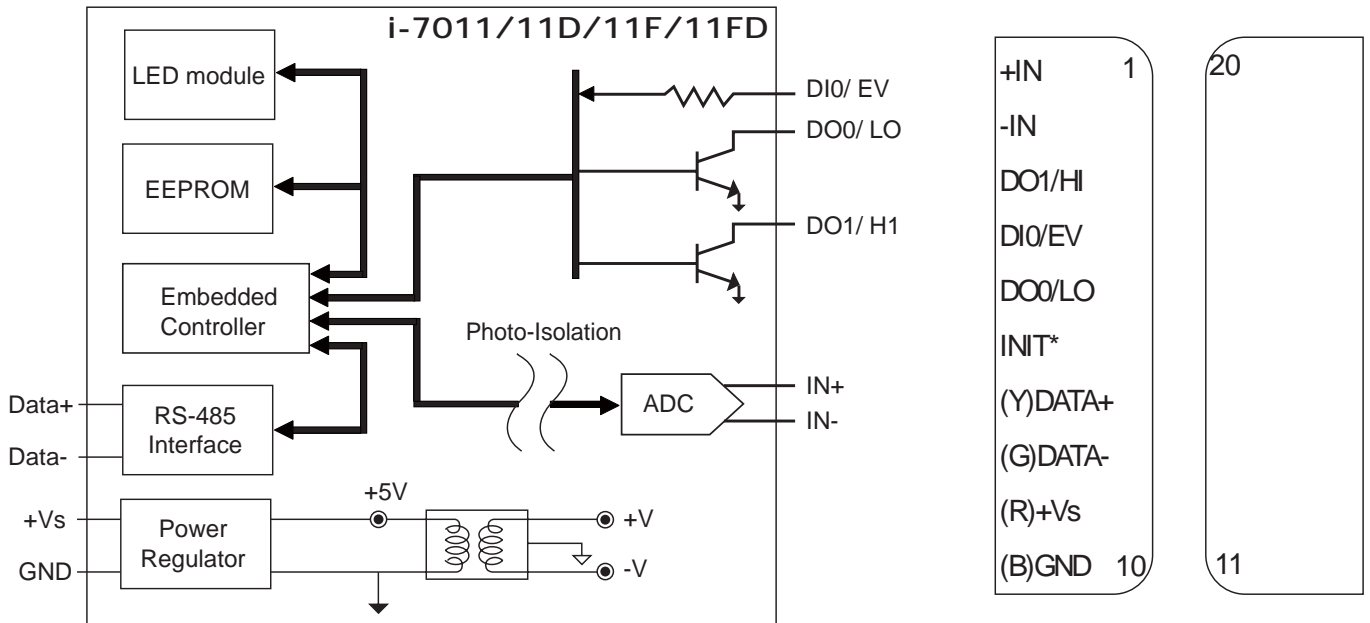 i-7011/11D/11F/11FD
LED module
EEPROM
Embedded
Controller
RS-485
Interface
Power
Regulator
Data+
Data-
+Vs
GND
+5V
+V
-V
Photo-Isolation
ADC
DI0/ EV
DO0/ LO
DO1/ H1
IN+
IN-
+IN 1
-IN
DO1/HI
DI0/EV
DO0/LO
INIT*
(Y)DATA+
(G)DATA-
(R)+Vs
(B)GND 10
20
11